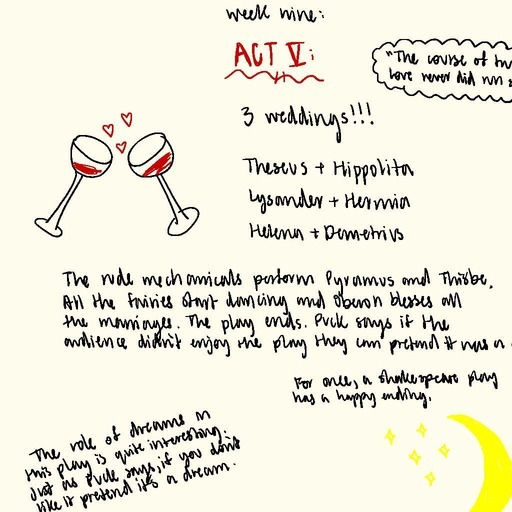 week nine:
ACT V:
"The course of
love never did run
3 weddings!!!
Theseus + Hippolita
Lysander + Hermia
Helena + Demetrius
The rude mechanicals perform Pyramus and Thisbe.
All the fairies start dancing and Oberon blesses all
the marriages. The play ends. Puck says if the
audience didn't enjoy the play they can pretend it was a
For once, a Shakespeare play
has a happy ending.
The role of dreams in
this play is quite interesting.
Just as Puck says, if you don't
like it pretend it's a dream.